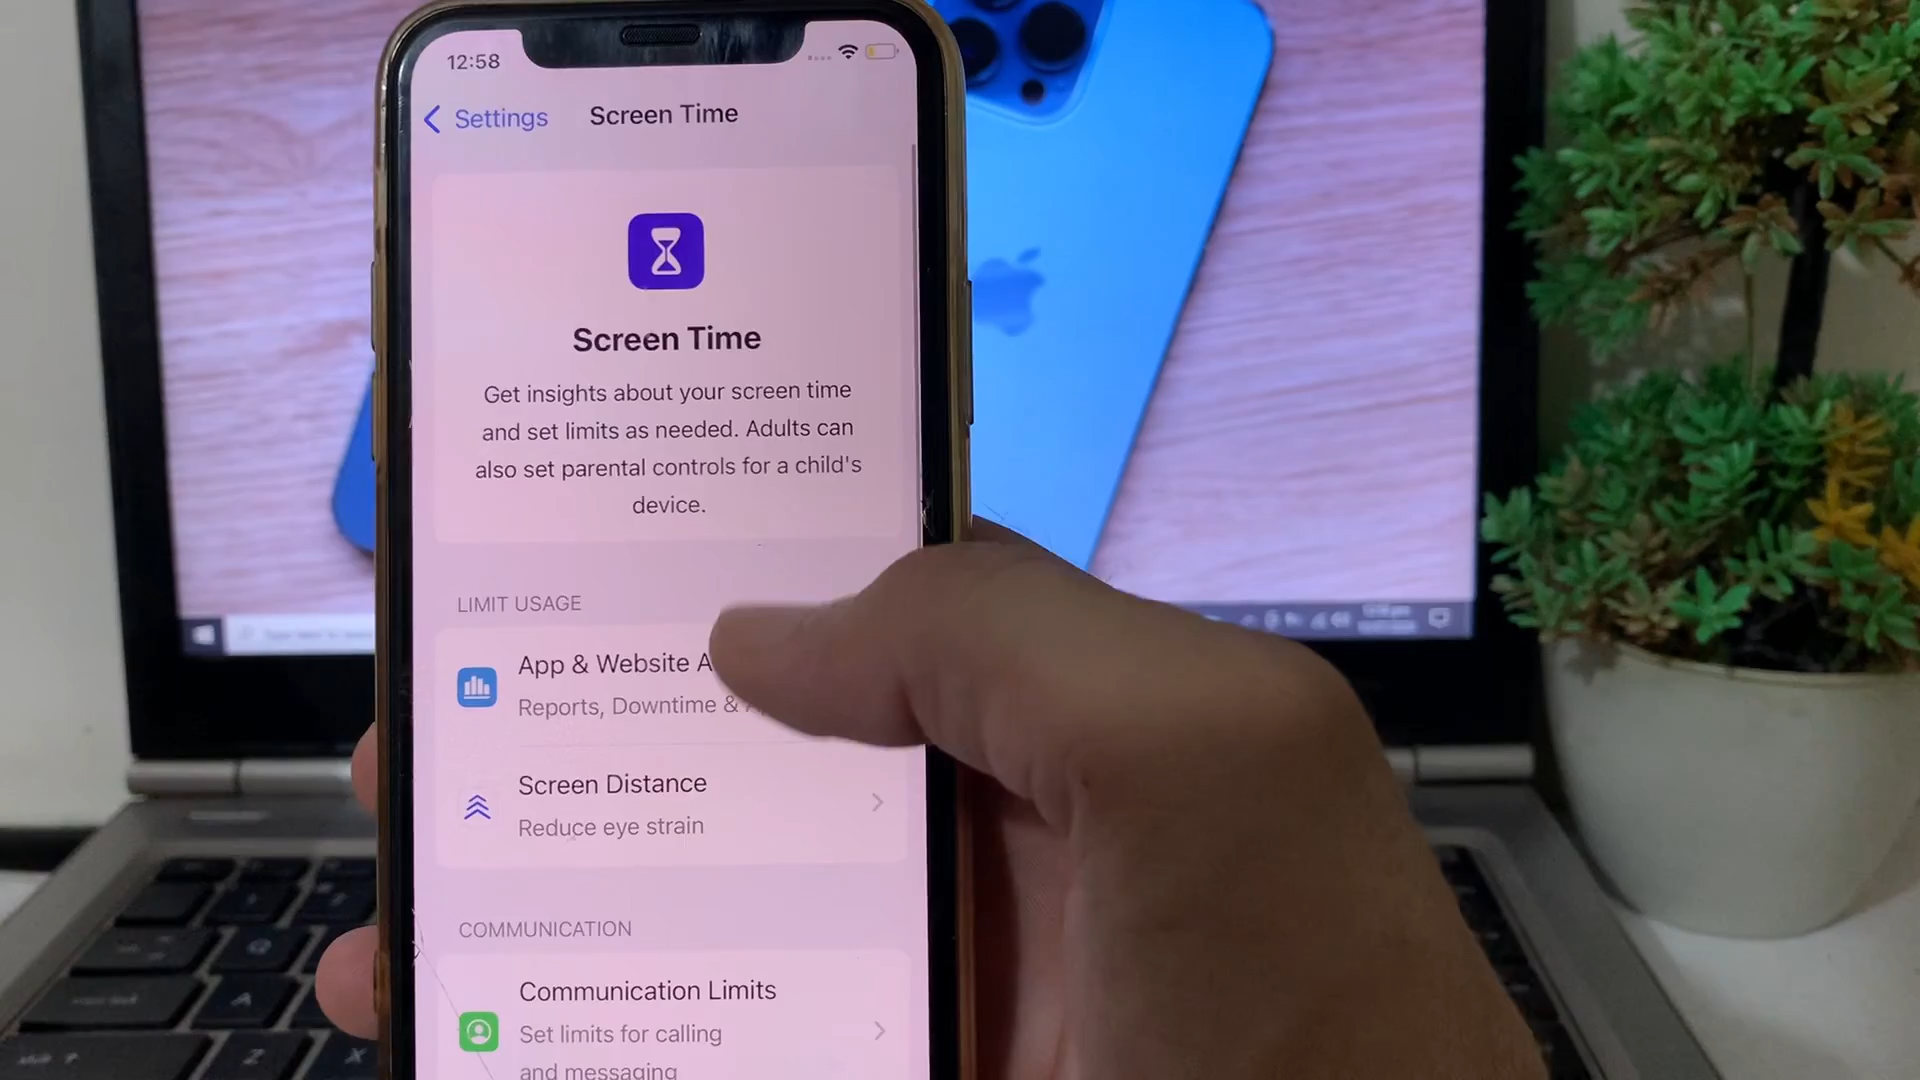 12:58
Settings
Screen Time
Screen Time
Get insights about your screen time
and set limits as needed. Adults can
also set parental controls for a child's
device.
LIMIT USAGE
App & Website
Reports, Downtime &
Screen Distance
Reduce eye strain
COMMUNICATION
Communication Limits
Set limits for calling
and messaging
A
Z
X